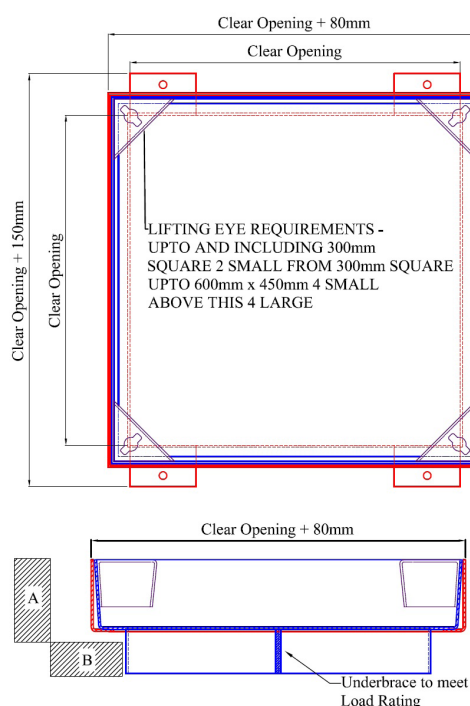 Clear Opening + 80mm
Clear Opening
Clear Opening + 150mm
Clear Opening
LIFTING EYE REQUIREMENTS -
UPTO AND INCLUDING 300mm
SQUARE 2 SMALL FROM 300mm SQUARE
UPTO 600mm x 450mm 4 SMALL
ABOVE THIS 4 LARGE
Clear Opening + 80mm
A
B
Underbrace to meet
Load Rating